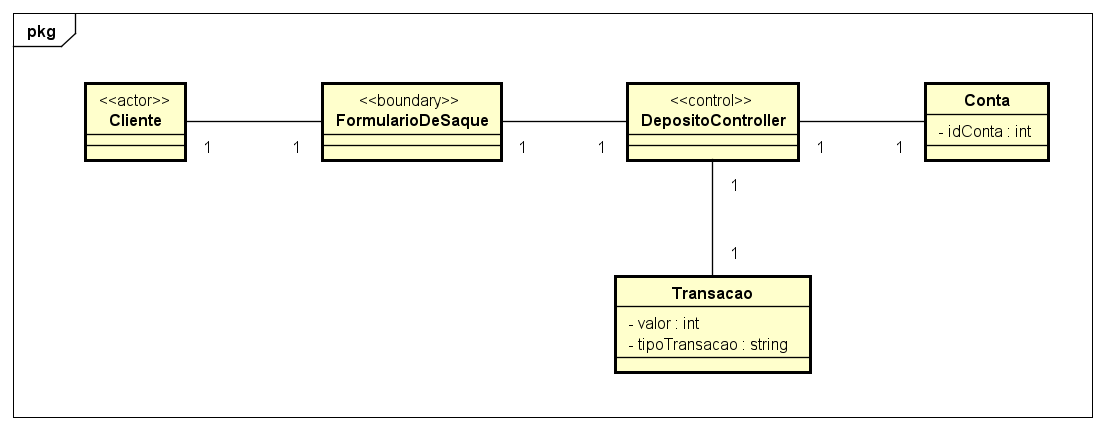 pkg
<<actor>>
Cliente
<<boundary>>
FormularioDeSaque
<<control>>
DepositoController
Conta
- idConta : int
1
1
1
1
1
1
1
1
Transacao
- valor : int
- tipoTransacao : string